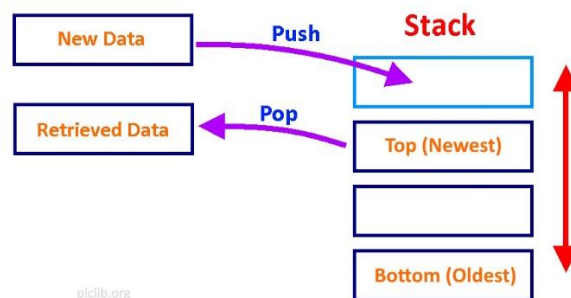 Stack
New Data
Push
Retrieved Data
Pop
Top (Newest)
Bottom (Oldest)
plclib.org